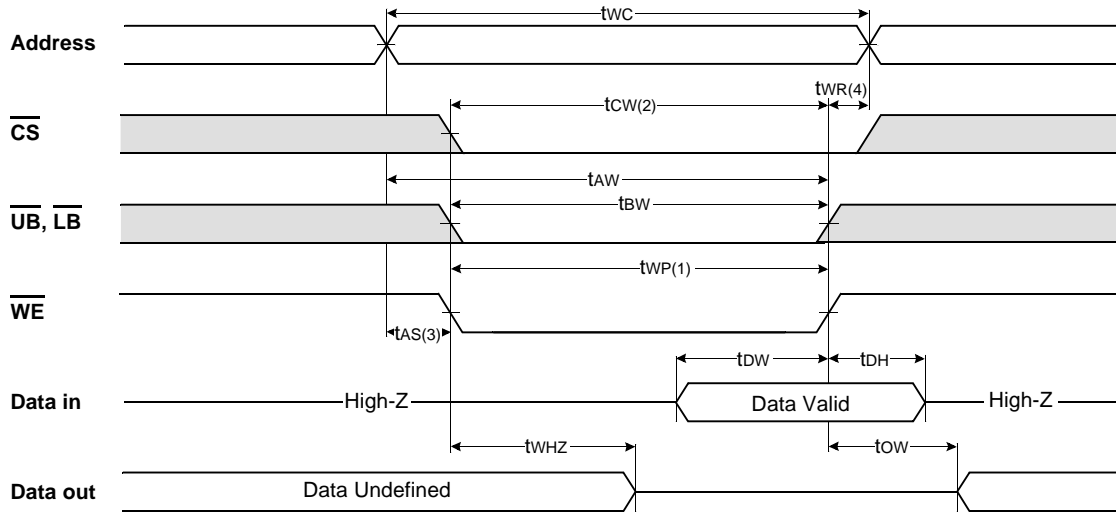 tWC
Address
tCW(2)
tWR(4)
CS
tAW
tBW
UB, LB
tWP(1)
WE
tAS(3)
tDW
tDH
Data in
High-Z
Data Valid
High-Z
tWHZ
tOW
Data out
Data Undefined